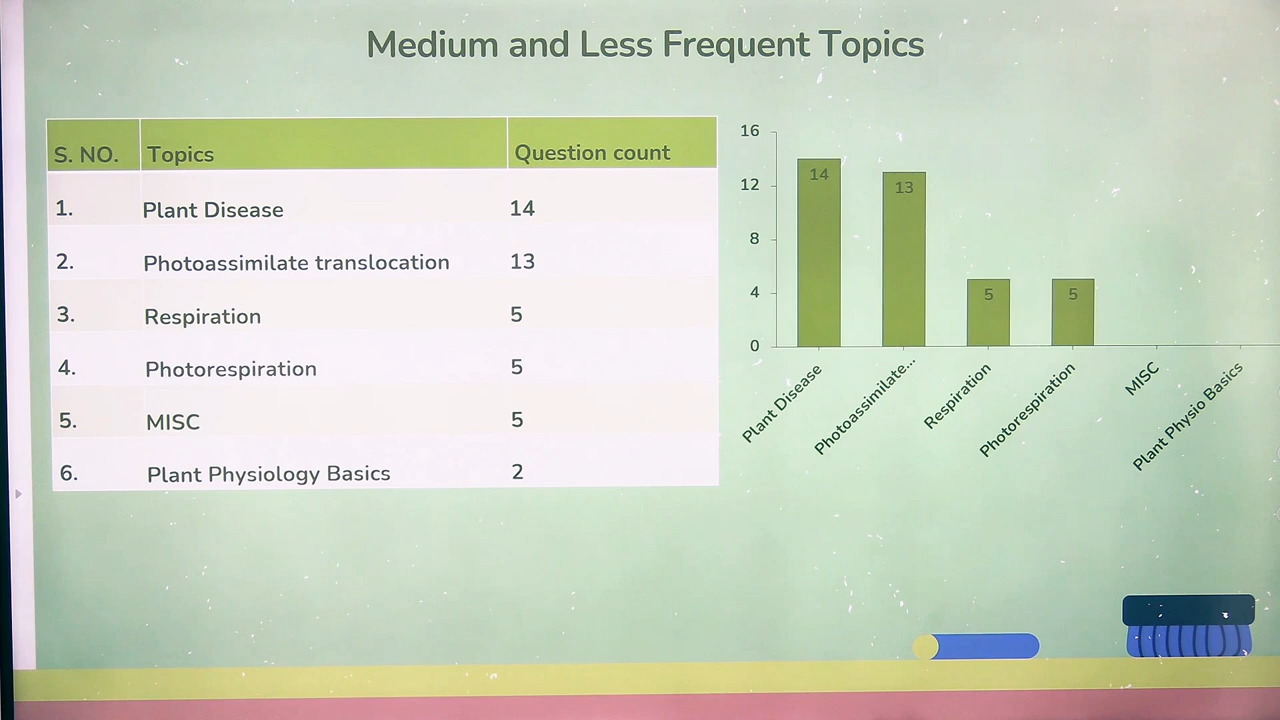 Medium and Less Frequent Topics
S. NO. Topics Question count
1. Plant Disease 14
2. Photoassimilate translocation 13
3. Respiration 5
4. Photorespiration 5
5. MISC 5
6. Plant Physiology Basics 2
16
12
8
4
0
14
13
5
5
Plant Disease
Photoassimilate...
Respiration
Photorespiration
MISC
Plant Physio Basics